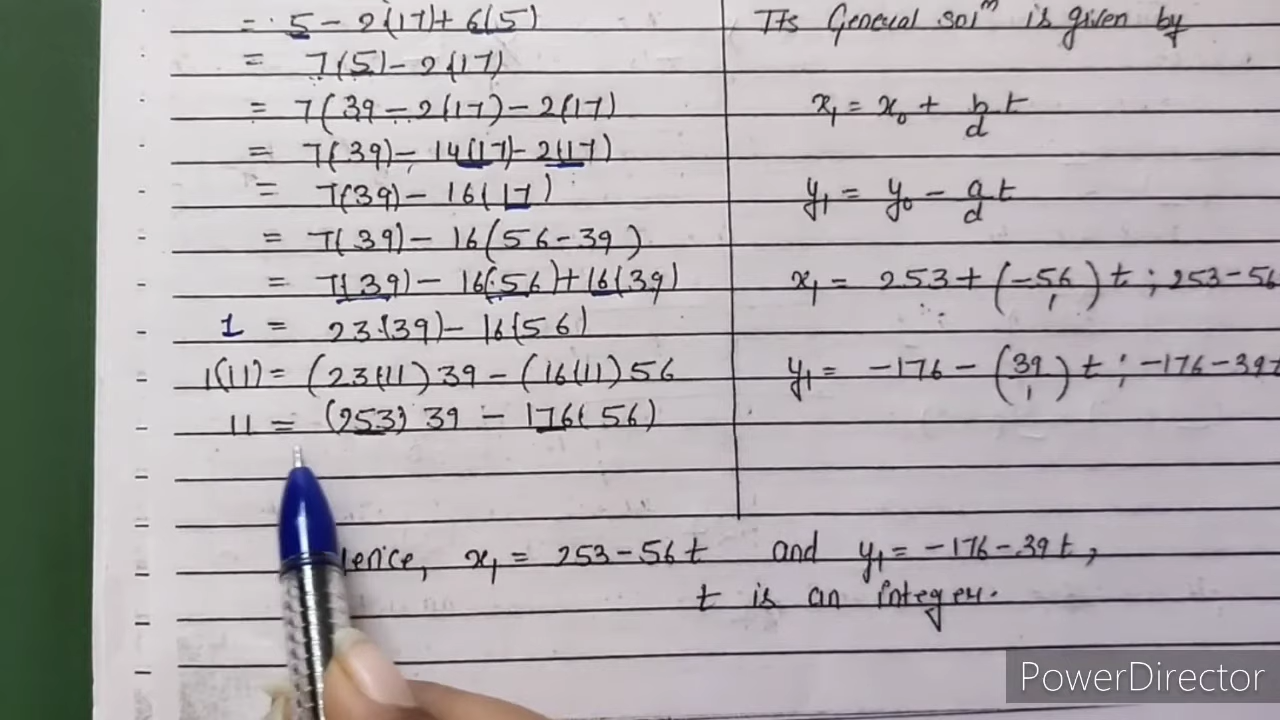 = 5 - 2(17) + 6(5)
= 7(5) - 2(17)
= 7(39 - 2(17) - 2(17)
= 7(39) - 14(17) - 2(17)
= 7(39) - 16(17)
= 7(39) - 16(56 - 39)
= 7(39) - 16(56) + 16(39)
1 = 23(39) - 16(56)
1(11) = (23(11)) 39 - (16(11) 56
11 = (253) 39 - 176(56)
Its General solⁿ is given by
x₁ = x₀ + b/d t
y₁ = y₀ - a/d t
x₁ = 253 + (-56/1) t ; 253 - 56
y₁ = -176 - (39/1) t ; -176 - 39t
x₁ = 253 - 56t and y₁ = -176 - 39t,
t is an integer.
PowerDirector